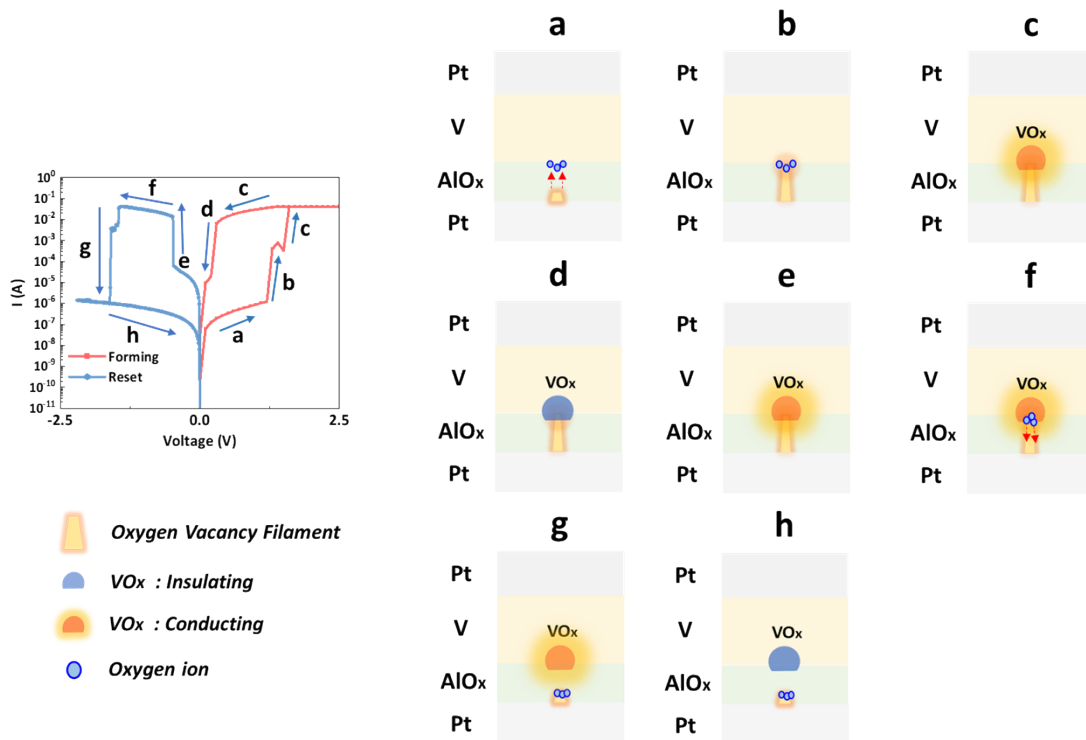 a
b
c
Pt
V
AlOx
Pt
Pt
V
AlOx
Pt
VOx
Pt
V
AlOx
Pt
d
e
f
Pt
V
AlOx
Pt
VOx
Pt
V
AlOx
Pt
VOx
Pt
V
AlOx
Pt
VOx
g
h
Pt
V
AlOx
Pt
VOx
Pt
V
AlOx
Pt
VOx
I (A)
10^0
10^-1
10^-2
10^-3
10^-4
10^-5
10^-6
10^-7
10^-8
10^-9
10^-10
10^-11
f
c
d
g
e
c
b
a
h
Forming
Reset
-2.5
0.0
2.5
Voltage (V)
Oxygen Vacancy Filament
VOx : Insulating
VOx : Conducting
Oxygen ion